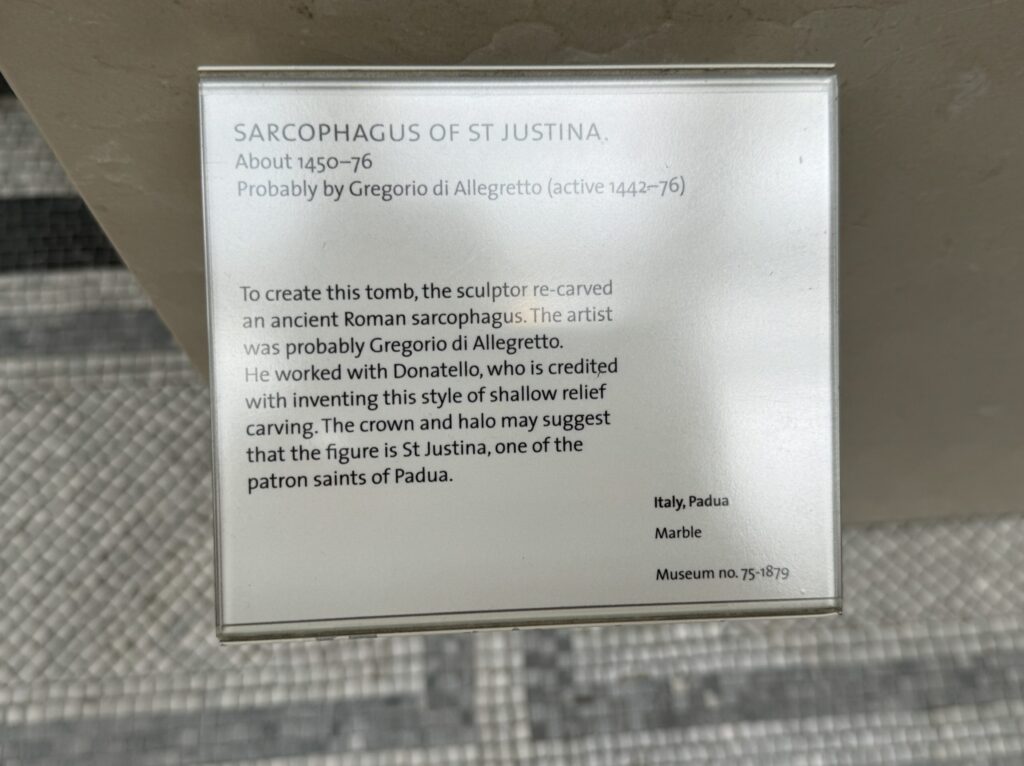 SARCOPHAGUS OF ST JUSTINA.
About 1450–76
Probably by Gregorio di Allegretto (active 1442–76)
To create this tomb, the sculptor re-carved
an ancient Roman sarcophagus. The artist
was probably Gregorio di Allegretto.
He worked with Donatello, who is credited
with inventing this style of shallow relief
carving. The crown and halo may suggest
that the figure is St Justina, one of the
patron saints of Padua.
Italy, Padua
Marble
Museum no. 75-1879